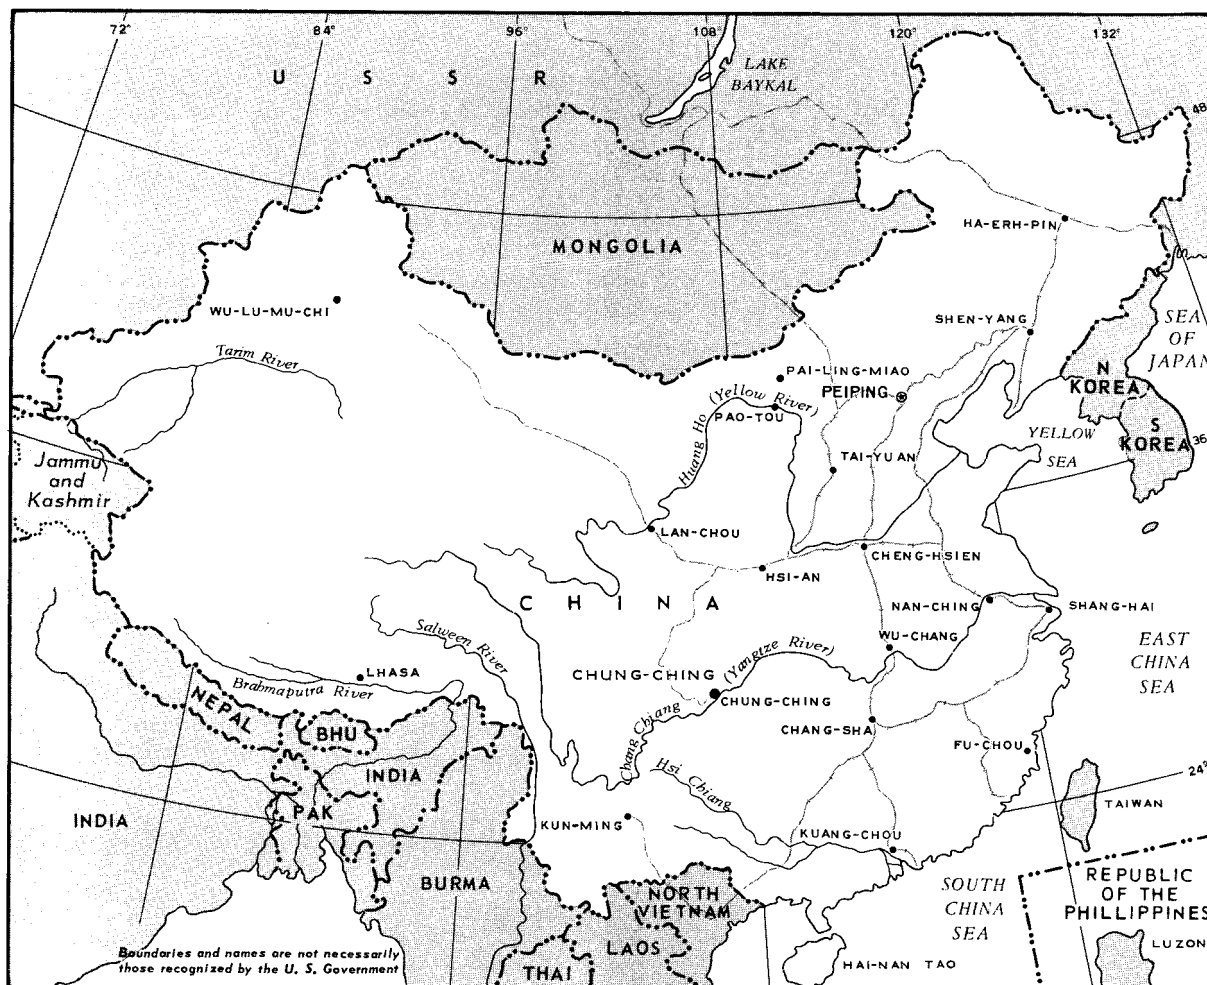 72°
84°
96°
108°
120°
132°
U S S R
LAKE
BAYKAL
48
MONGOLIA
HA-ERH-PIN
WU-LU-MU-CHI
SHEN-YANG
SEA
OF
JAPAN
Tarim River
PAI-LING-MIAO
PEIPING
N
KOREA
Huang Ho (Yellow River)
PAO-TOU
YELLOW
SEA
S
KOREA
36
TAI-YUAN
Jammu
and
Kashmir
LAN-CHOU
CHENG-HSIEN
HSI-AN
CHINA
NAN-CHING
SHANG-HAI
Salween River
WU-CHANG
EAST
CHINA
SEA
LHASA
Brahmaputra River
CHUNG-CHING
Chang Chiang (Yangtze River)
CHUNG-CHING
NEPAL
BHU
CHANG-SHA
FU-CHOU
Hsi Chiang
24°
INDIA
TAIWAN
PAK
INDIA
KUN-MING
KUANG-CHOU
BURMA
NORTH
VIETNAM
SOUTH
CHINA
SEA
REPUBLIC
OF THE
PHILLIPPINES
LAOS
LUZON
Boundaries and names are not necessarily
those recognized by the U. S. Government
THAI
HAI-NAN TAO